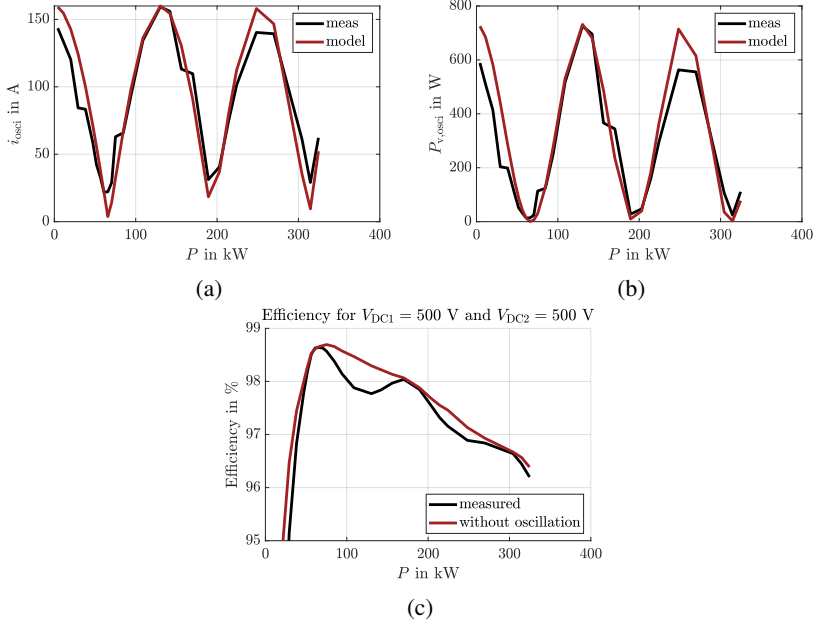 150
100
50
0
i_osci in A
meas
model
0 100 200 300 400
P in kW
(a)
800
600
400
200
0
P_v,osci in W
meas
model
0 100 200 300 400
P in kW
(b)
Efficiency for V_DC1 = 500 V and V_DC2 = 500 V
99
98
97
96
95
Efficiency in %
measured
without oscillation
0 100 200 300 400
P in kW
(c)